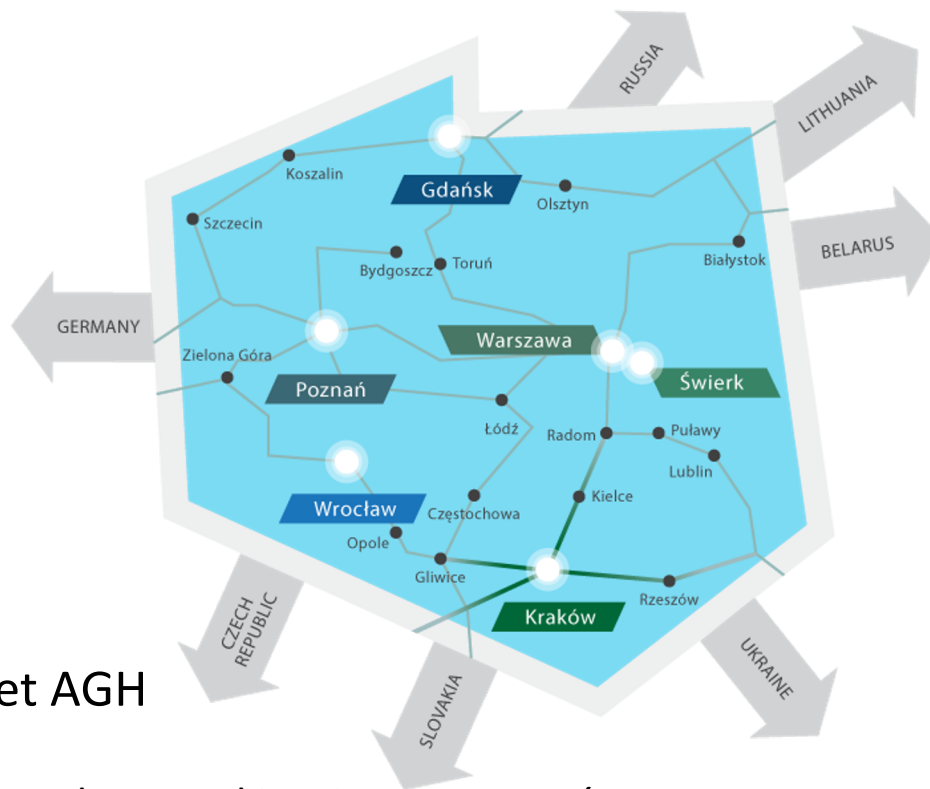 RUSSIA
LITHUANIA
Koszalin
Gdańsk
Olsztyn
Szczecin
BELARUS
Białystok
Bydgoszcz
Toruń
GERMANY
Warszawa
Zielona Góra
Świerk
Poznań
Łódź
Radom
Puławy
Lublin
Kielce
Wrocław
Częstochowa
Opole
Gliwice
Rzeszów
Kraków
CZECH
REPUBLIC
UKRAINE
et AGH
SLOVAKIA